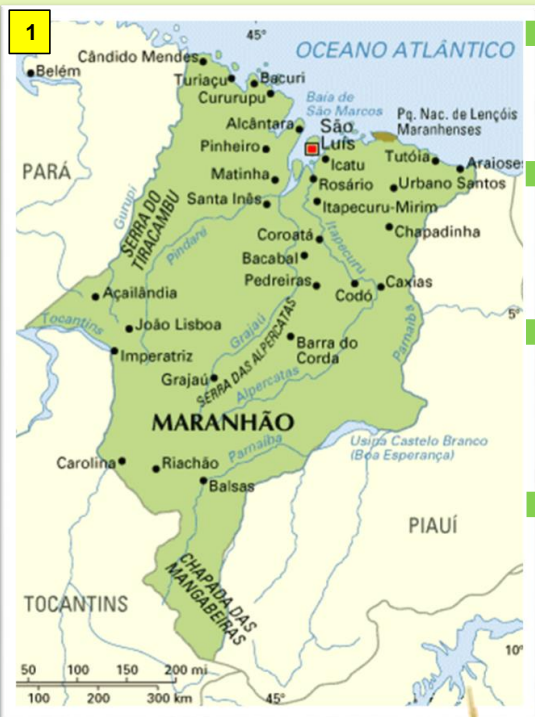 1
45°
OCEANO ATLÂNTICO
Cândido Mendes
Belém
Turiaçu
Bacuri
Cururupu
Baía de
São Marcos
Pq. Nac. de Lençóis
Maranhenses
Alcântara
São
Luís
Pinheiro
Icatu
Tutóia
Araioses
PARÁ
Matinha
Rosário
Urbano Santos
Santa Inês
Itapecuru-Mirim
Gurupi
SERRA DO
TIRACAMBU
Pindaré
Coroatá
Itapecuru
Chapadinha
Bacabal
Pedreiras
Codó
Caxias
Açailândia
Tocantins
João Lisboa
Imperatriz
Grajaú
SERRA DAS ALPERCATAS
Barra do
Corda
Parnaíba
5°
Grajaú
Alpercatas
MARANHÃO
Usina Castelo Branco
(Boa Esperança)
Parnaíba
Carolina
Riachão
Balsas
PIAUÍ
CHAPADA DAS
MANGABEIRAS
TOCANTINS
10°
50 100 150 200 mi
100 200 300 km
45°